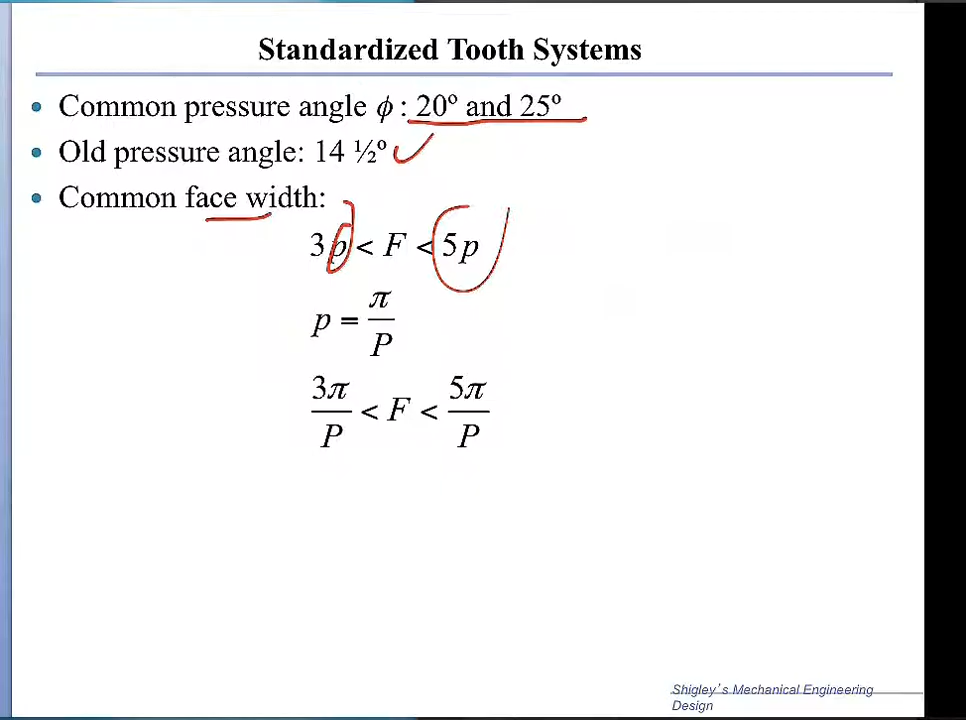 Standardized Tooth Systems
• Common pressure angle ϕ : 20º and 25º
• Old pressure angle: 14 ½º
• Common face width:
3p < F < 5p
p = π/P
3π/P < F < 5π/P
Shigley's Mechanical Engineering
Design